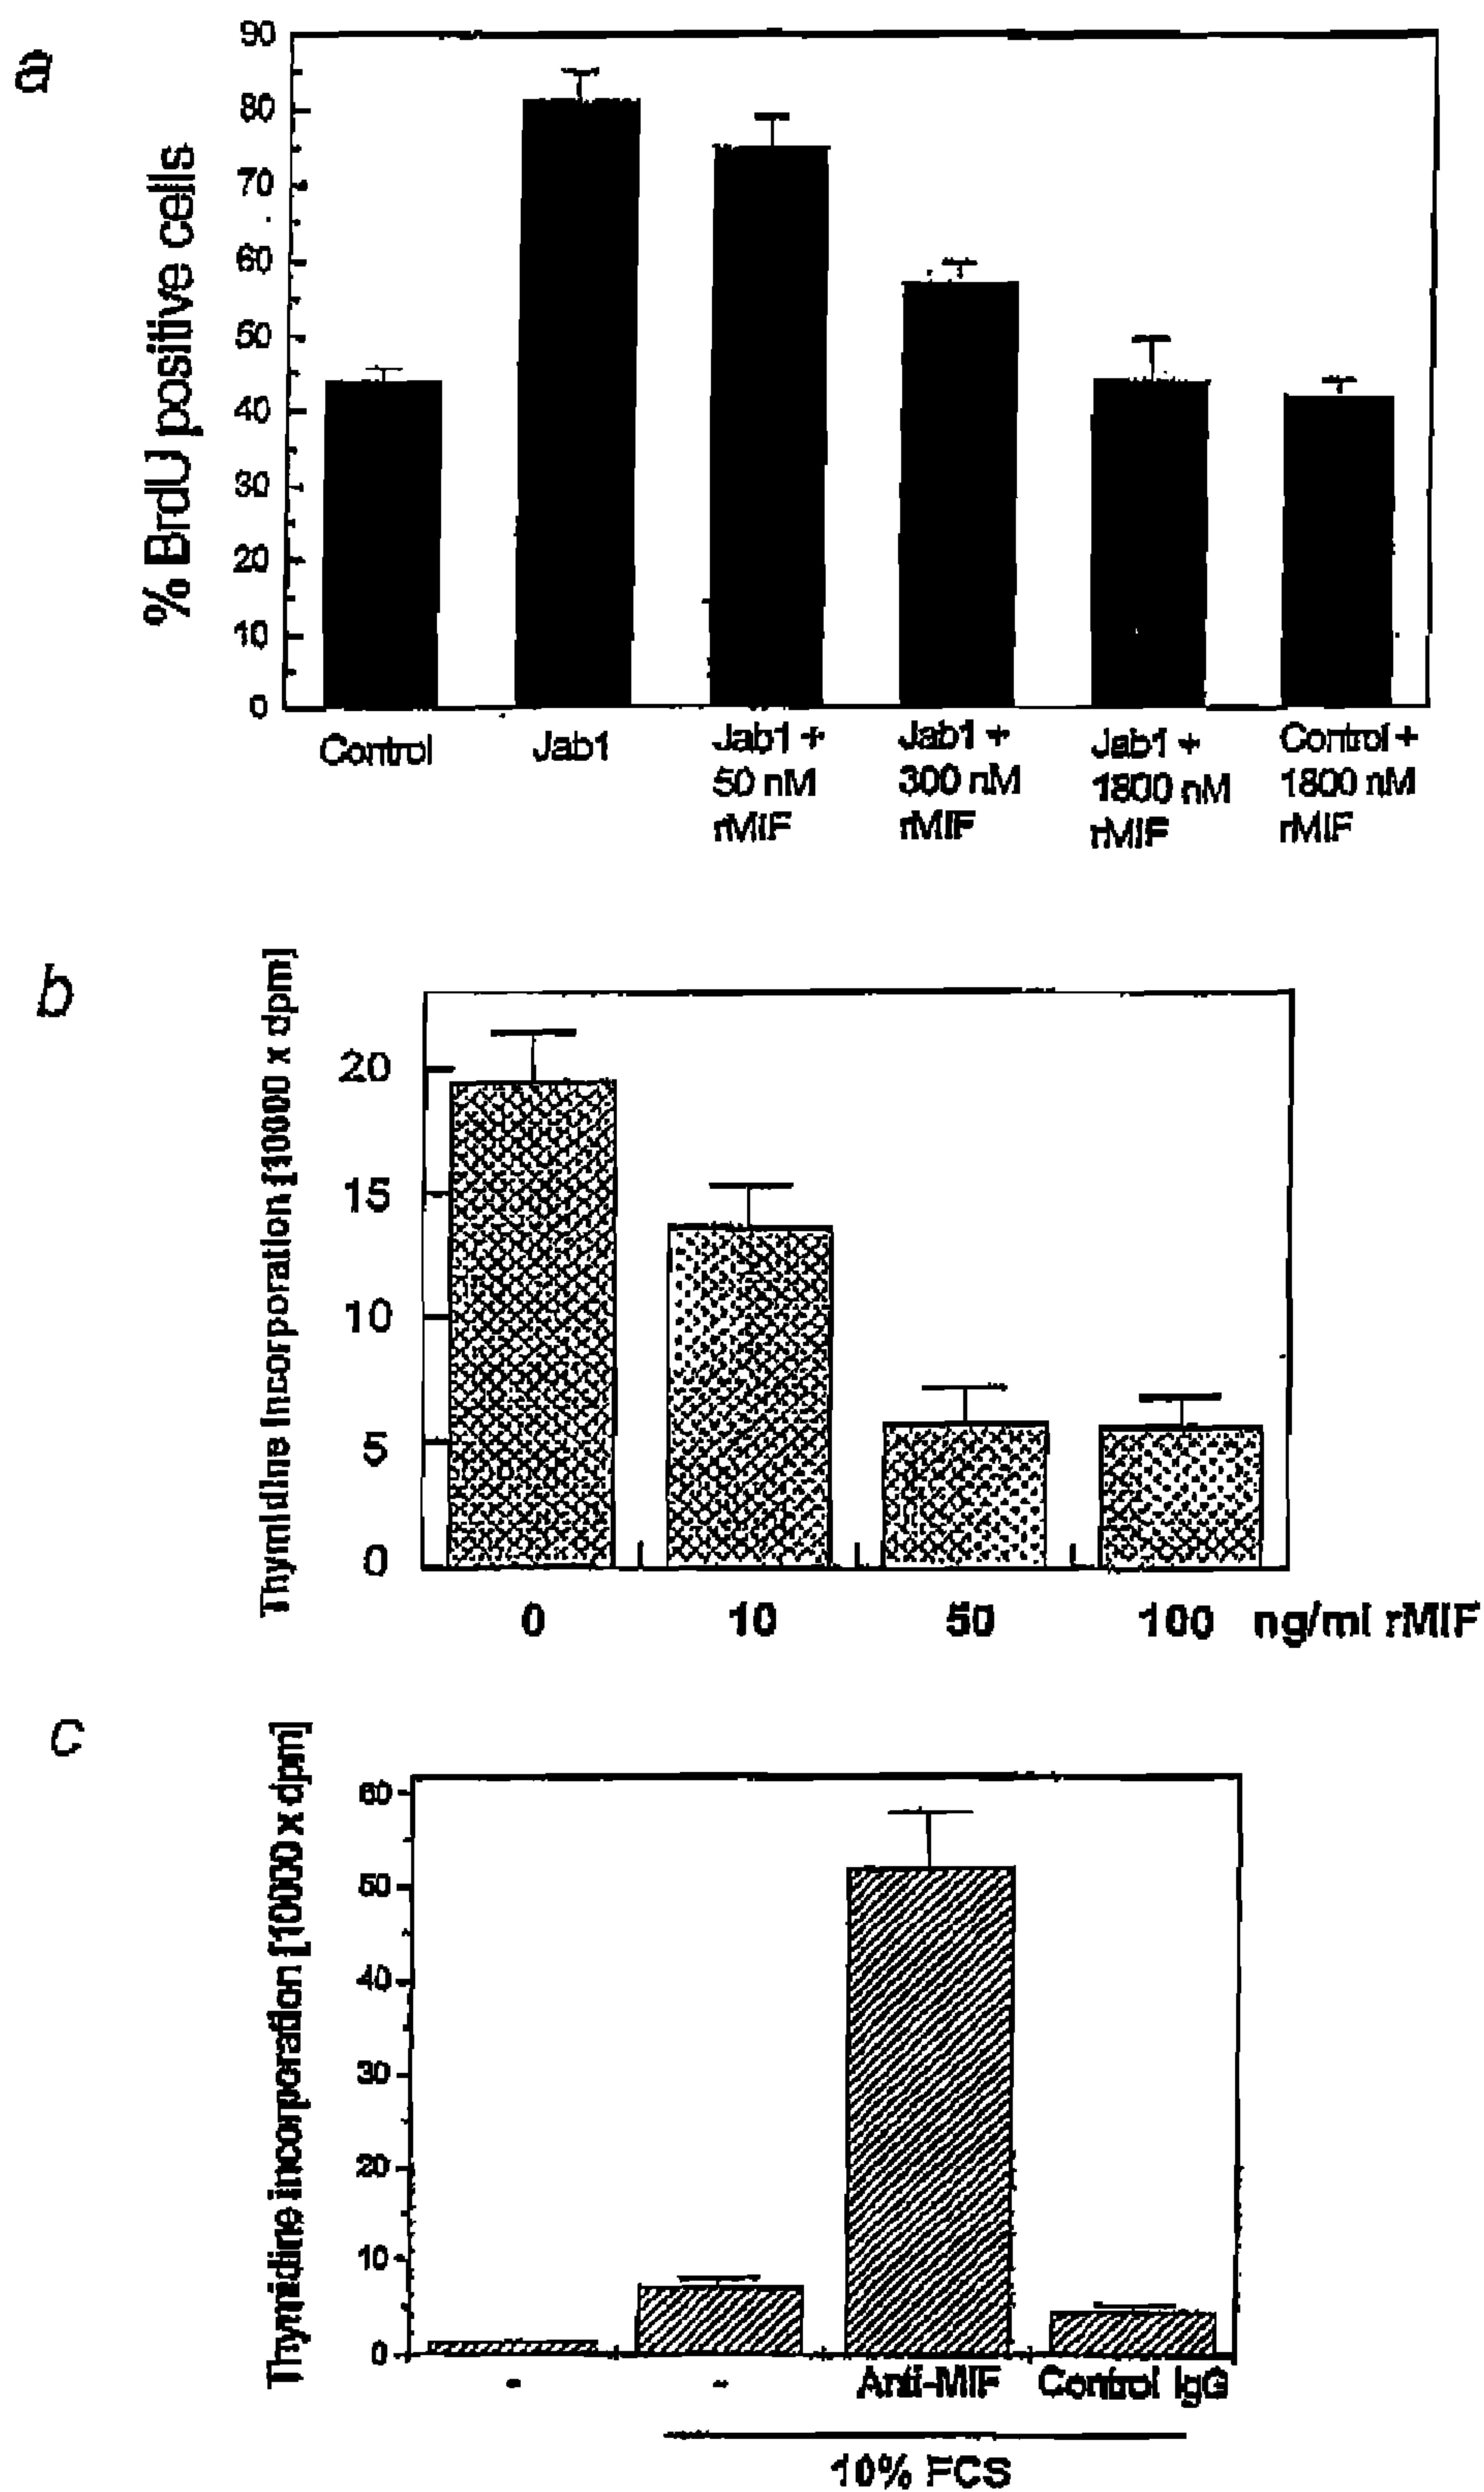 a
% BrdU positive cells
90
80
70
60
50
40
30
20
10
0
Control
Jab1
Jab1 +
50 nM
rMIF
Jab1 +
300 nM
rMIF
Jab1 +
1800 nM
rMIF
Control +
1800 nM
rMIF
b
Thymidine incorporation [10000 x dpm]
20
15
10
5
0
0
10
50
100
ng/ml rMIF
c
Thymidine incorporation [10000 x dpm]
60
50
40
30
20
10
0
-
-
Anti-MIF
Control IgG
10% FCS